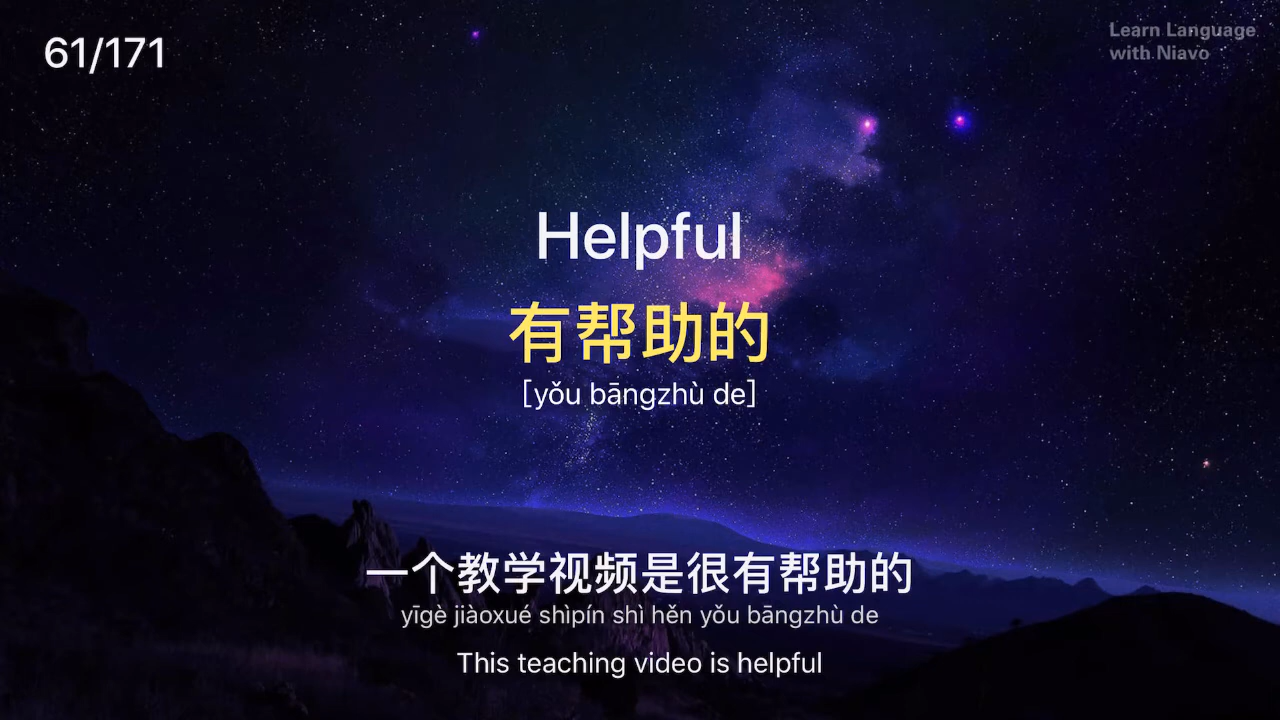 61/171
Learn Language
with Niavo
Helpful
有帮助的
[yǒu bāngzhù de]
一个教学视频是很有帮助的
yīgè jiàoxué shìpín shì hěn yǒu bāngzhù de
This teaching video is helpful